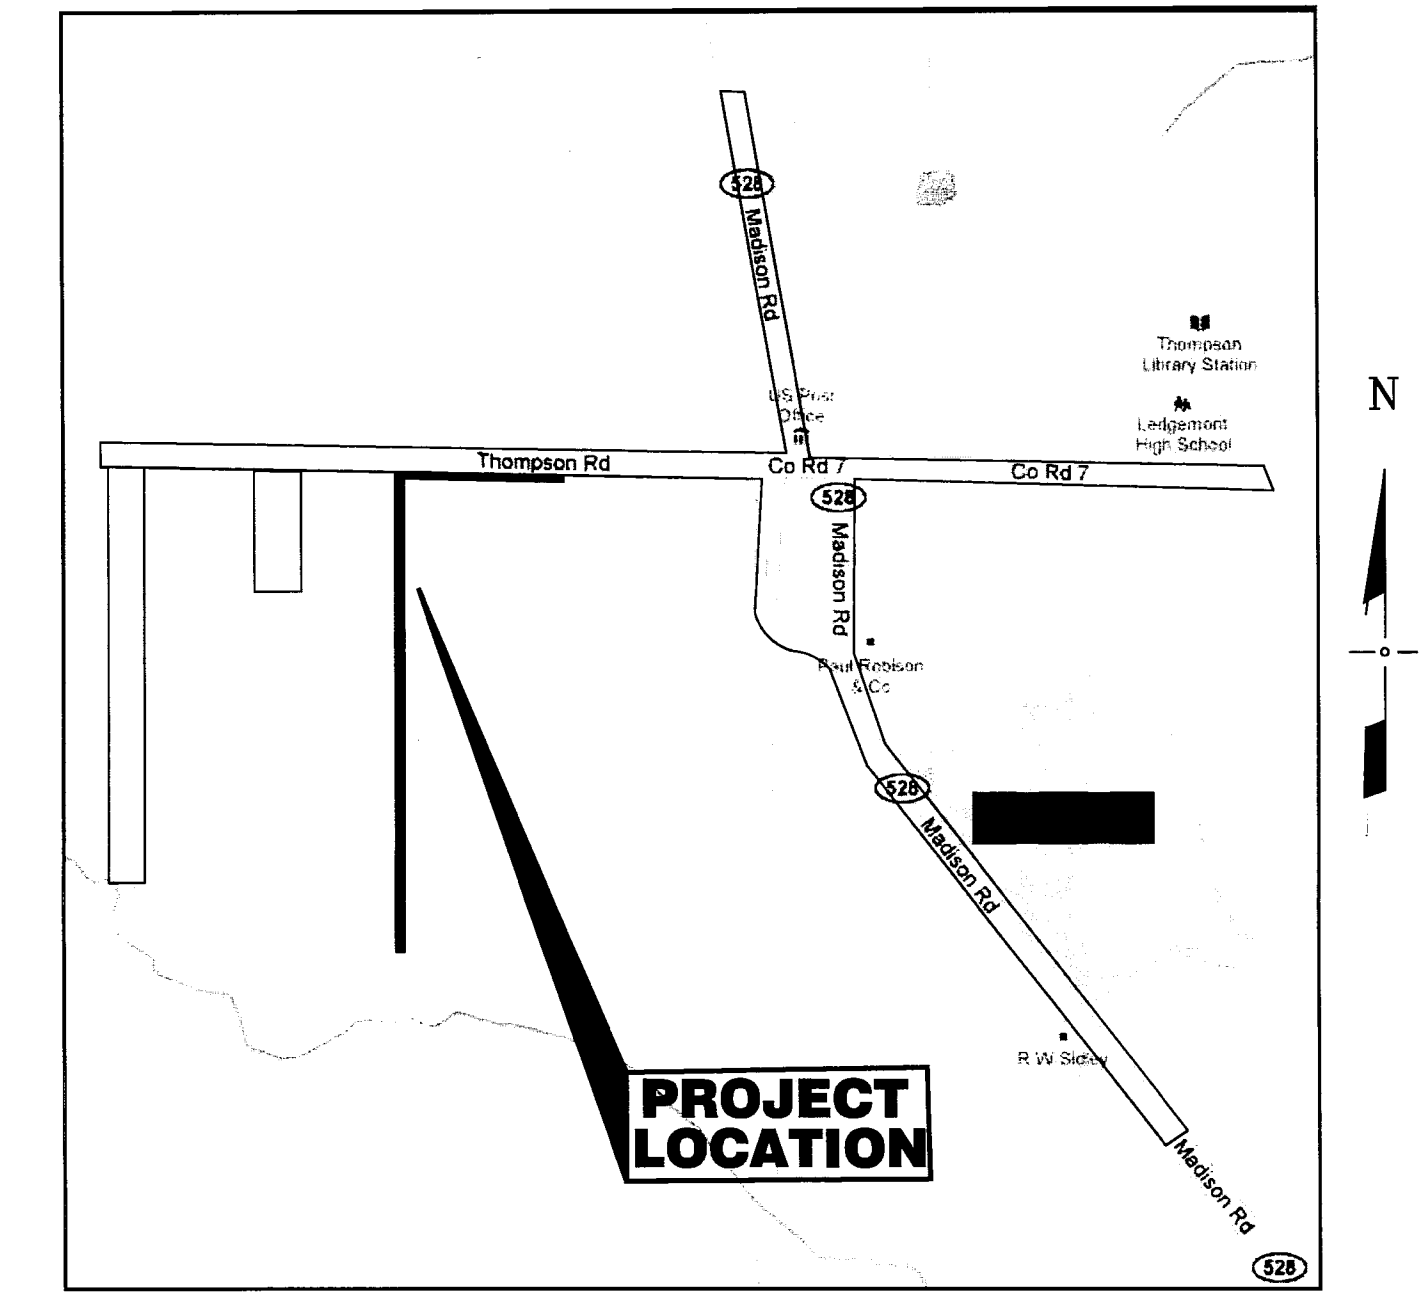 528
Madison Rd
Thompson
Library Station
N
US Post
Office
Ledgemont
High School
Thompson Rd
Co Rd 7
Co Rd 7
528
Madison Rd
Paul Robison
& Co
528
Madison Rd
R W Sidley
PROJECT
LOCATION
Madison Rd
528